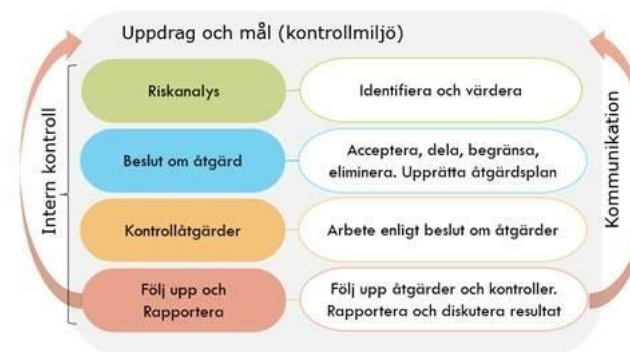 Uppdrag och mål (kontrollmiljö)
Intern kontroll
Riskanalys
Identifiera och värdera
Beslut om åtgärd
Acceptera, dela, begränsa,
eliminera. Upprätta åtgärdsplan
Kontrollåtgärder
Arbete enligt beslut om åtgärder
Följ upp och
Rapportera
Följ upp åtgärder och kontroller.
Rapportera och diskutera resultat
Kommunikation